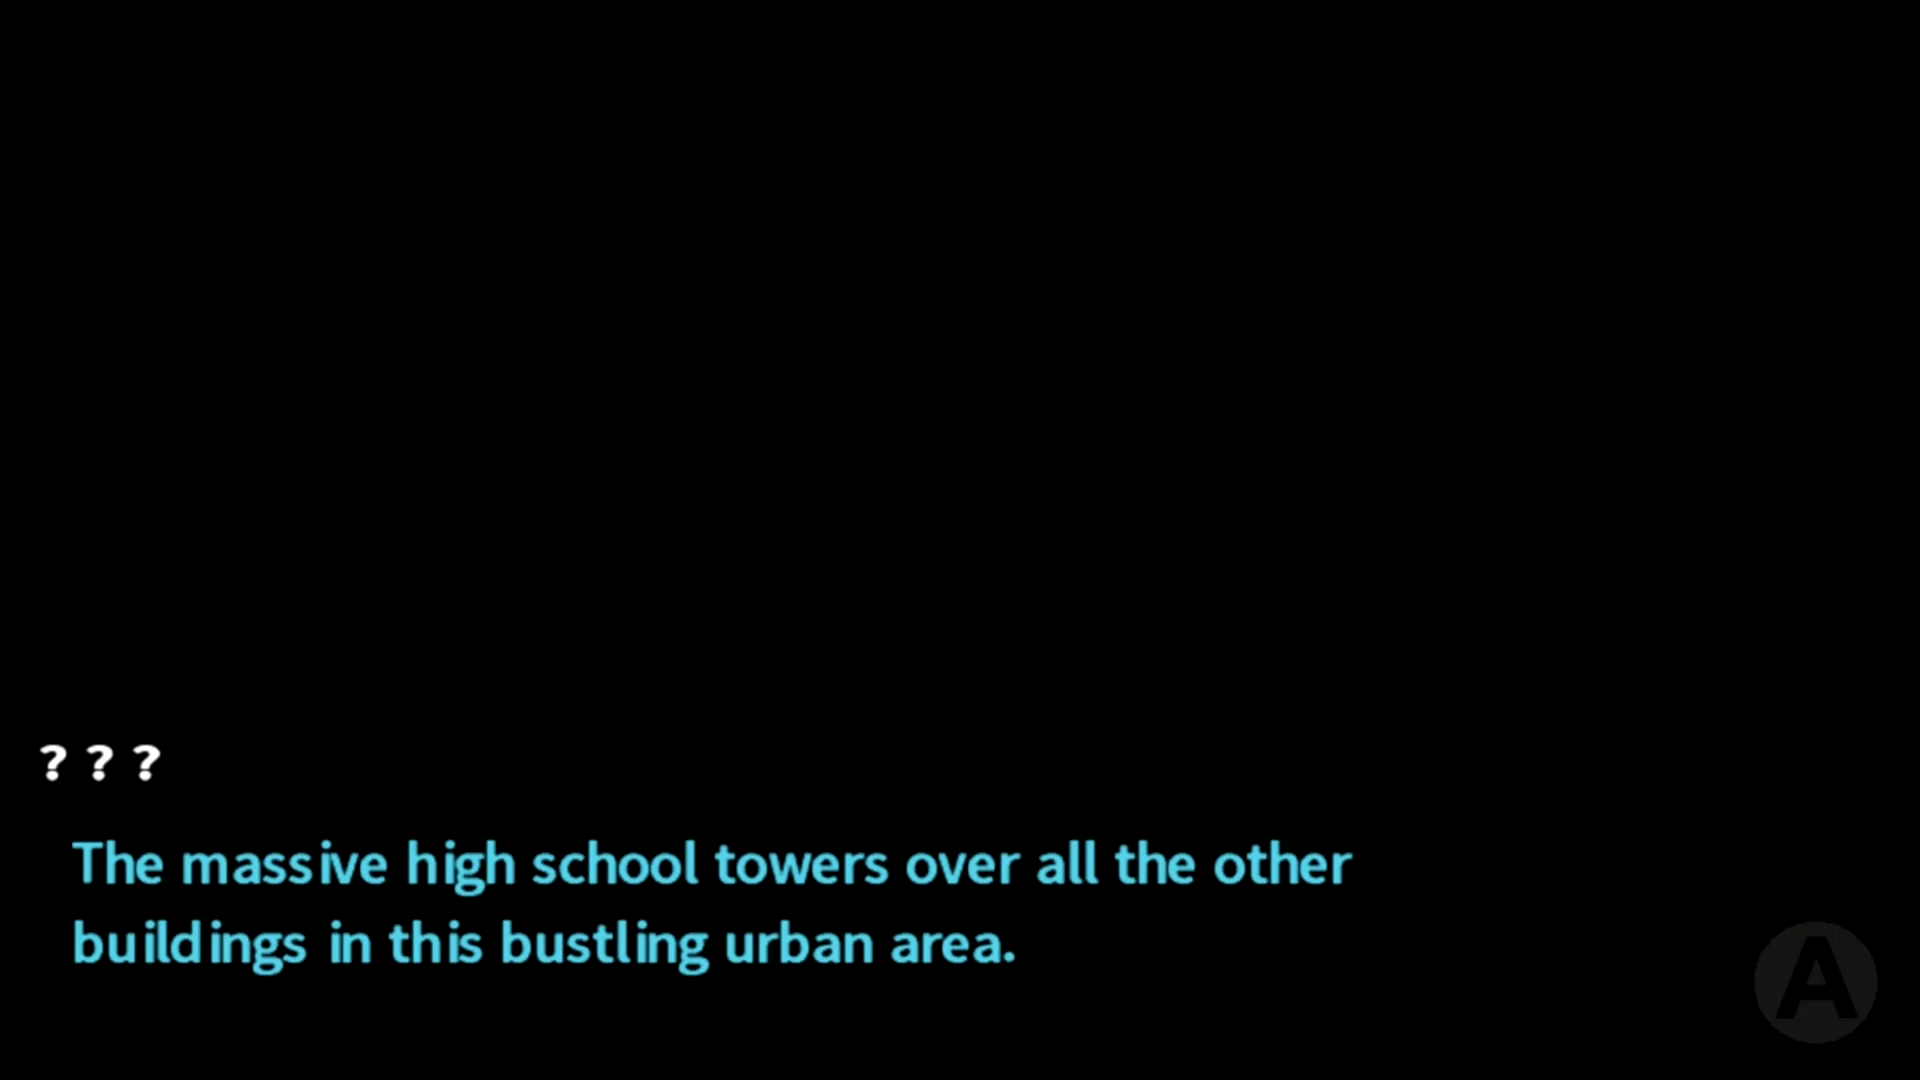 ? ? ?
The massive high school towers over all the other
buildings in this bustling urban area.
A